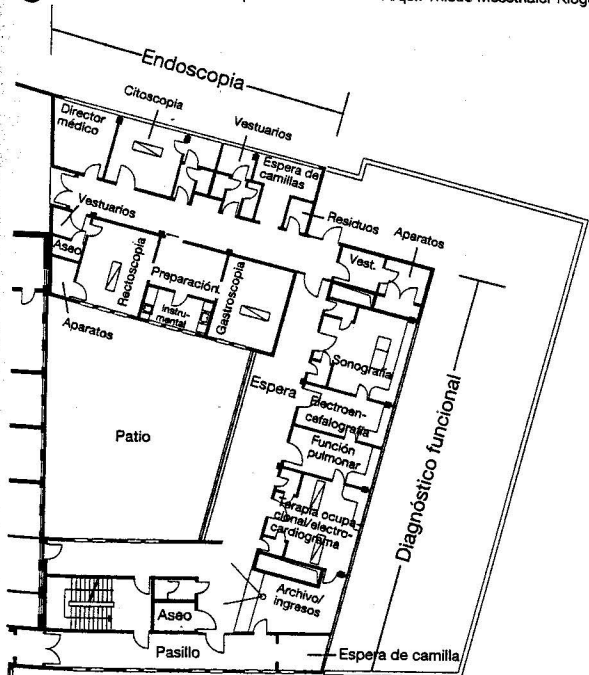 Endoscopia
Citoscopia
Director
médico
Vestuarios
Espera de
camillas
Residuos
Aparatos
Vestuarios
Vest.
Aseo
Rectoscopía
Preparación
Instru-
mental
Gastroscopia
Aparatos
Sonografía
Espera
Electroen-
cefalografía
Función
pulmonar
Patio
Diagnóstico funcional
Terapia ocupa-
cional/electro-
cardiograma
Archivo/
ingresos
Aseo
Pasillo
Espera de camilla